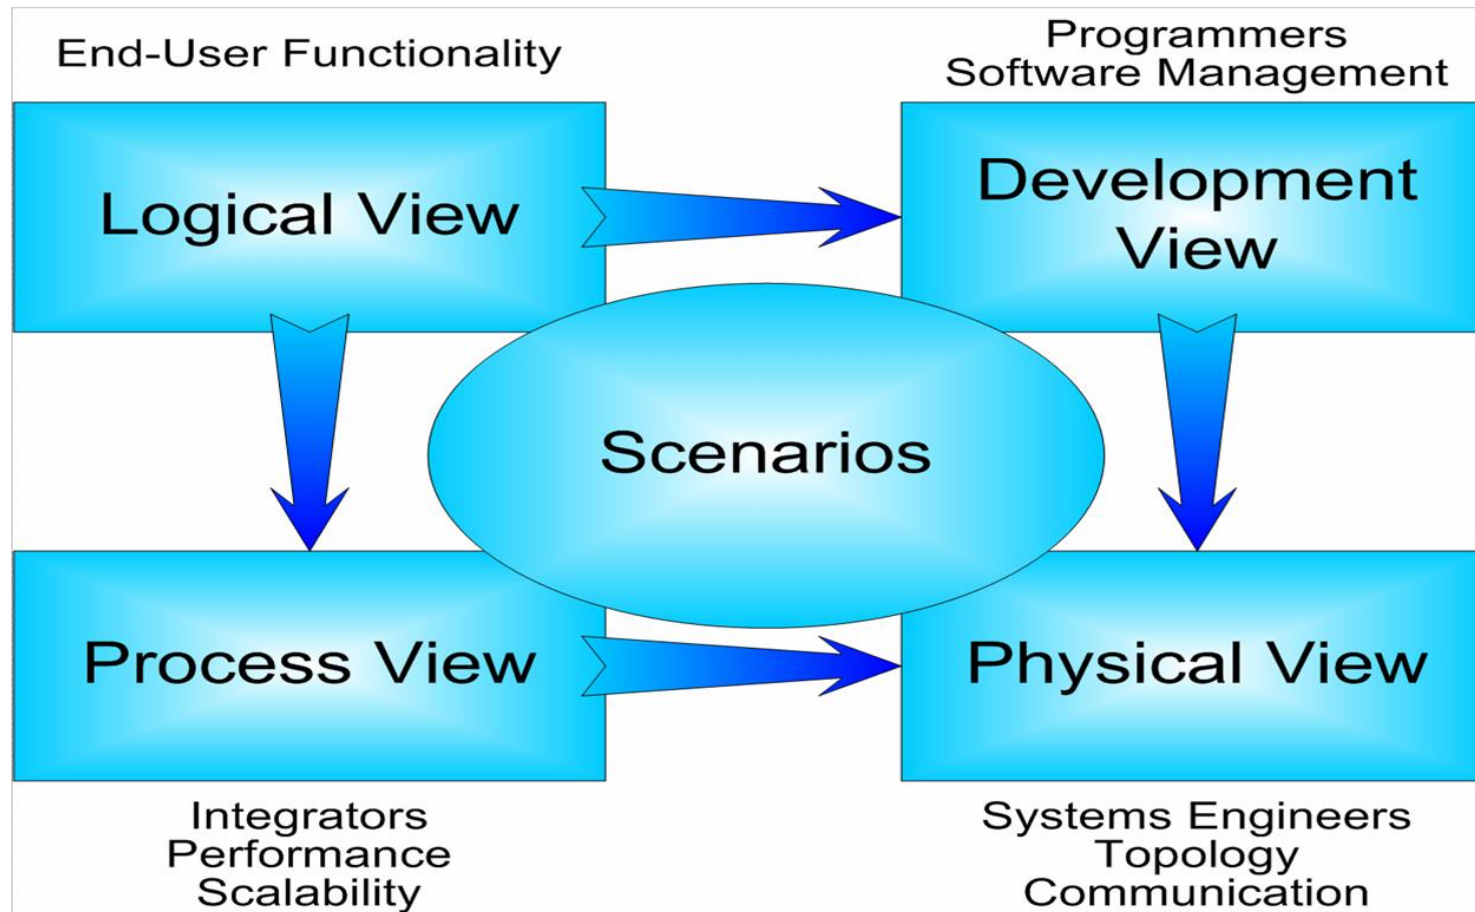 End-User Functionality
Programmers
Software Management
Logical View
Development
View
Scenarios
Process View
Physical View
Integrators
Performance
Scalability
Systems Engineers
Topology
Communication